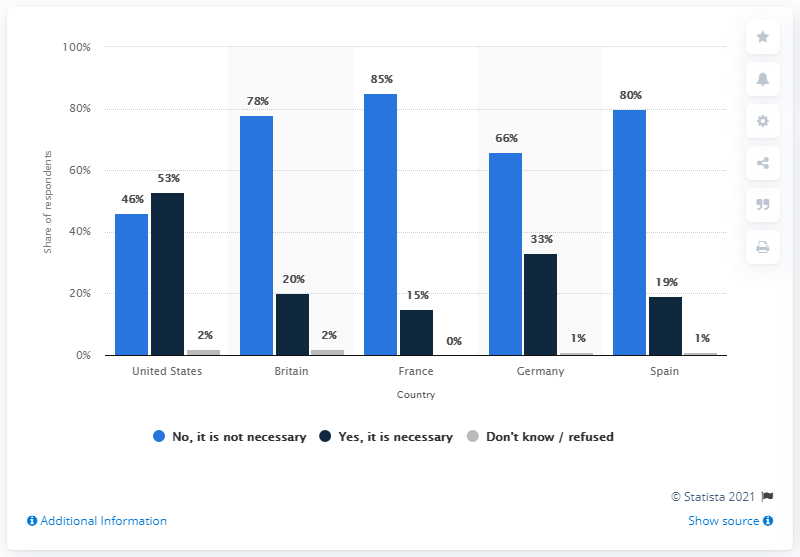 100%
80%
60%
40%
20%
0%
Share of respondents
46% 53% 2%
78% 20% 2%
85% 15% 0%
66% 33% 1%
80% 19% 1%
United States Britain France Germany Spain
Country
No, it is not necessary Yes, it is necessary Don't know / refused
© Statista 2021
Additional Information Show source